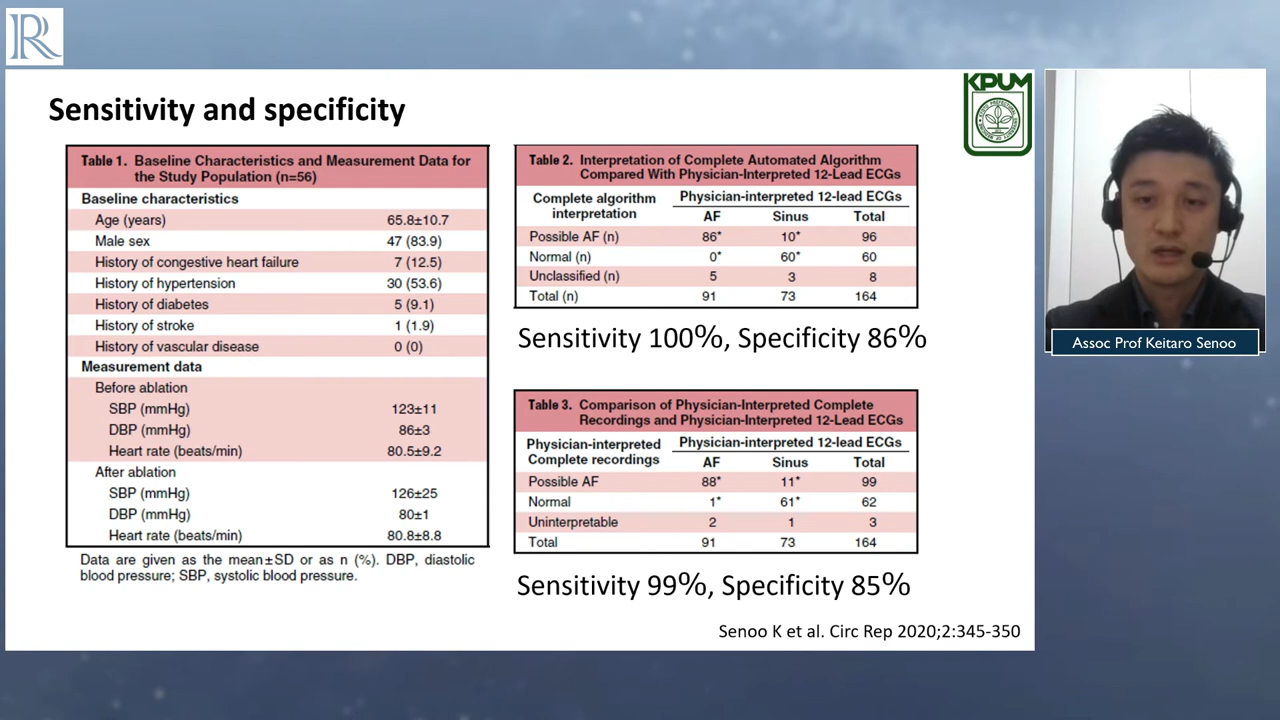 R
KPUM
Sensitivity and specificity
Table 1. Baseline Characteristics and Measurement Data for
the Study Population (n=56)
Baseline characteristics
Age (years) 65.8±10.7
Male sex 47 (83.9)
History of congestive heart failure 7 (12.5)
History of hypertension 30 (53.6)
History of diabetes 5 (9.1)
History of stroke 1 (1.9)
History of vascular disease 0 (0)
Measurement data
Before ablation
SBP (mmHg) 123±11
DBP (mmHg) 86±3
Heart rate (beats/min) 80.5±9.2
After ablation
SBP (mmHg) 126±25
DBP (mmHg) 80±1
Heart rate (beats/min) 80.8±8.8
Data are given as the mean±SD or as n (%). DBP, diastolic
blood pressure; SBP, systolic blood pressure.
Table 2. Interpretation of Complete Automated Algorithm
Compared With Physician-Interpreted 12-Lead ECGs
Complete algorithm
interpretation
Physician-interpreted 12-lead ECGs
AF Sinus Total
Possible AF (n) 86* 10* 96
Normal (n) 0* 60* 60
Unclassified (n) 5 3 8
Total (n) 91 73 164
Sensitivity 100%, Specificity 86%
Table 3. Comparison of Physician-Interpreted Complete
Recordings and Physician-Interpreted 12-Lead ECGs
Physician-interpreted
Complete recordings
Physician-interpreted 12-lead ECGs
AF Sinus Total
Possible AF 88* 11* 99
Normal 1* 61* 62
Uninterpretable 2 1 3
Total 91 73 164
Sensitivity 99%, Specificity 85%
Senoo K et al. Circ Rep 2020;2:345-350
Assoc Prof Keitaro Senoo